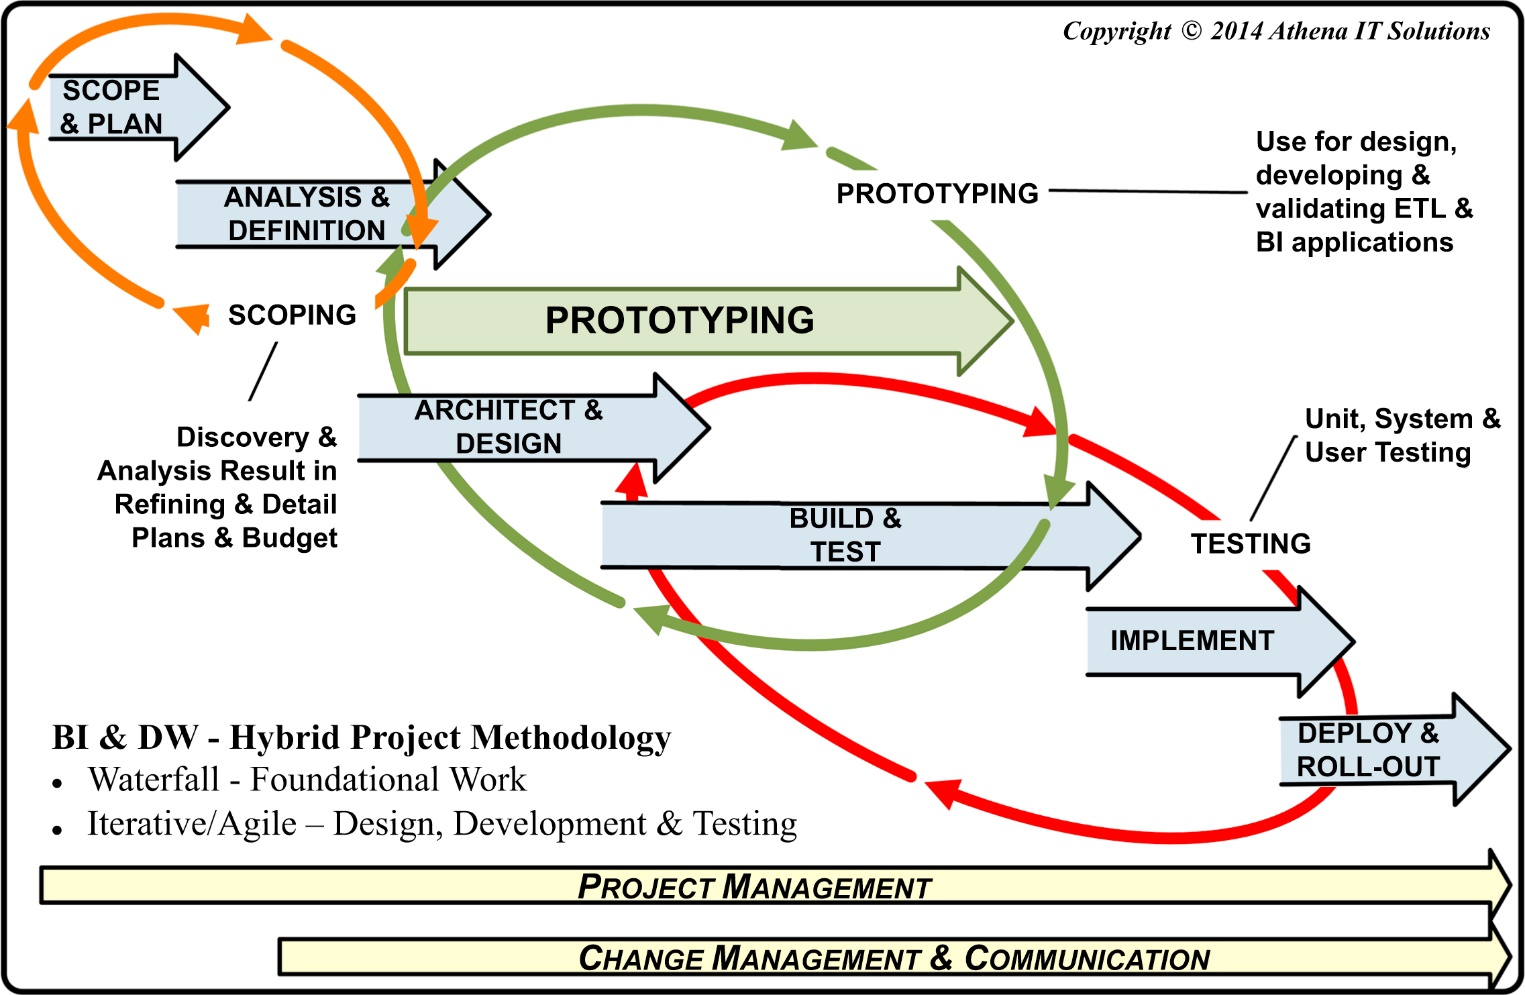 Copyright © 2014 Athena IT Solutions
SCOPE
& PLAN
Use for design,
developing &
validating ETL &
BI applications
ANALYSIS &
DEFINITION
PROTOTYPING
SCOPING
PROTOTYPING
ARCHITECT &
DESIGN
Discovery &
Analysis Result in
Refining & Detail
Plans & Budget
Unit, System &
User Testing
BUILD &
TEST
TESTING
IMPLEMENT
DEPLOY &
ROLL-OUT
BI & DW - Hybrid Project Methodology
• Waterfall - Foundational Work
• Iterative/Agile – Design, Development & Testing
PROJECT MANAGEMENT
CHANGE MANAGEMENT & COMMUNICATION